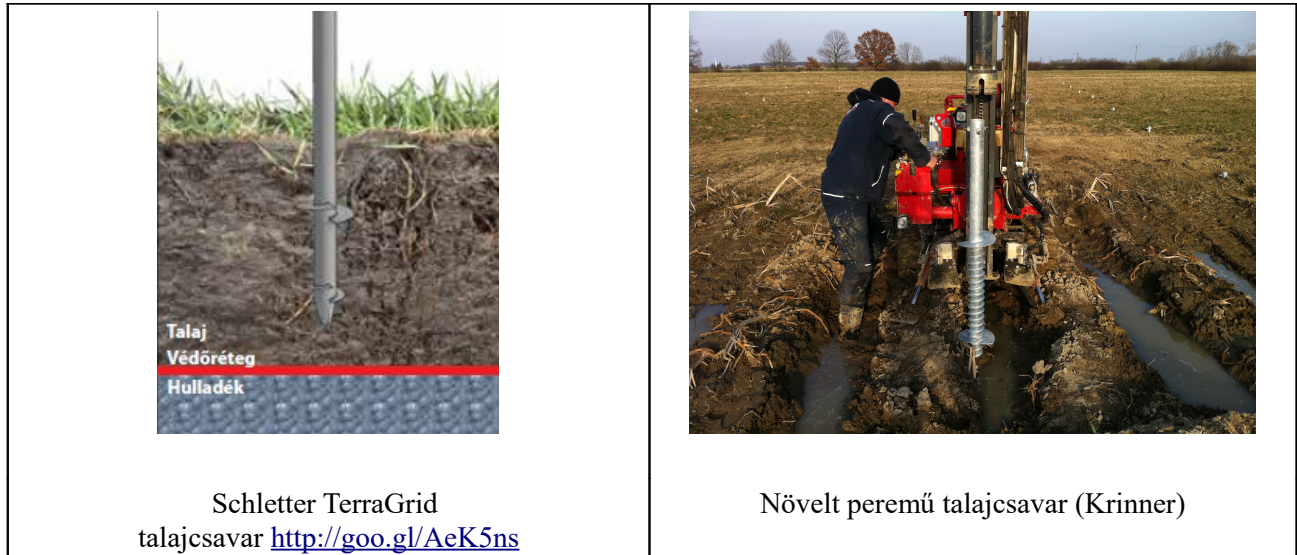 Talaj
Védőréteg
Hulladék
Schletter TerraGrid
talajcsavar http://goo.gl/AeK5ns
Növelt peremű talajcsavar (Krinner)